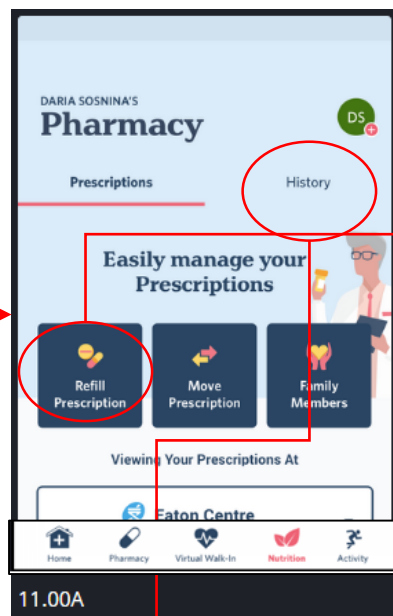 DARIA SOSNINA'S
Pharmacy
DS
Prescriptions History
Easily manage your
Prescriptions
Refill
Prescription
Move
Prescription
Family
Members
Viewing Your Prescriptions At
Eaton Centre
Home Pharmacy Virtual Walk-In Nutrition Activity
11.00A